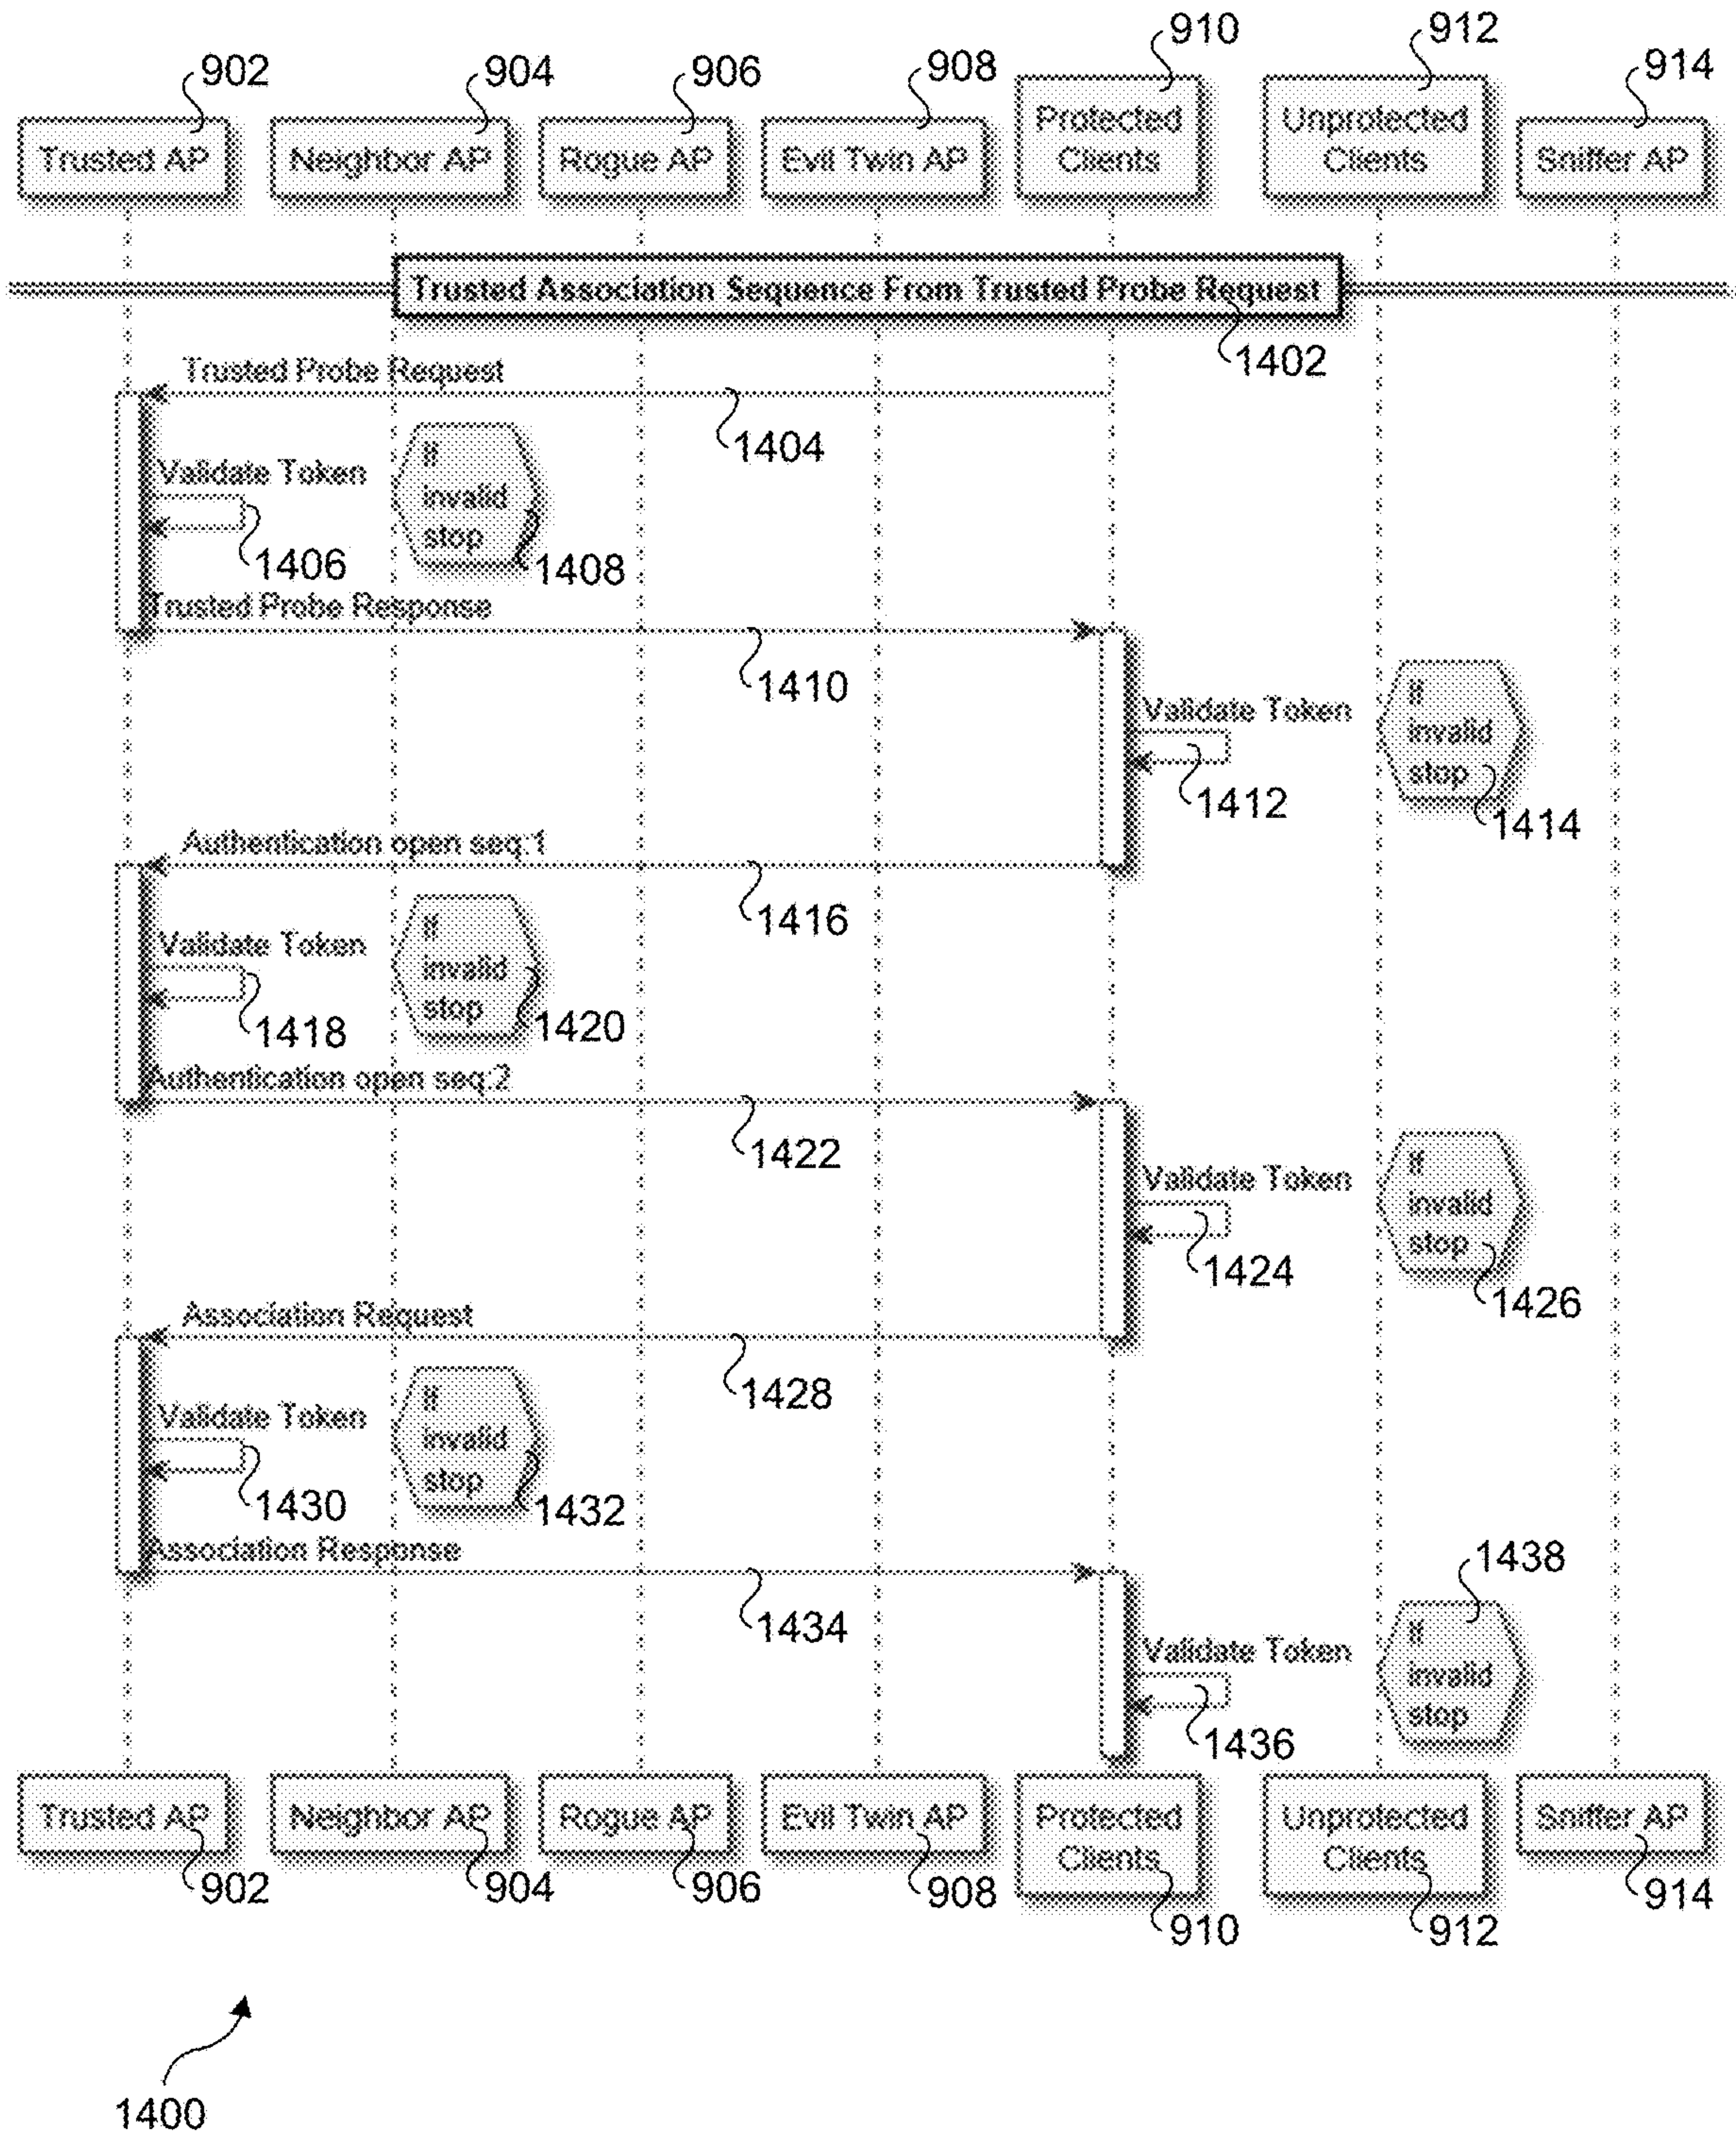 902
904
906
908
910
912
914
Trusted AP
Neighbor AP
Rogue AP
Evil Twin AP
Protected
Clients
Unprotected
Clients
Sniffer AP
Trusted Association Sequence From Trusted Probe Request
1402
Trusted Probe Request
1404
Validate Token
1406
If
invalid
stop
1408
Trusted Probe Response
1410
Validate Token
1412
If
invalid
stop
1414
Authentication open seq:1
1416
Validate Token
1418
If
invalid
stop
1420
Authentication open seq:2
1422
Validate Token
1424
If
invalid
stop
1426
Association Request
1428
Validate Token
1430
If
invalid
stop
1432
Association Response
1434
Validate Token
1436
1438
If
invalid
stop
Trusted AP
Neighbor AP
Rogue AP
Evil Twin AP
Protected
Clients
Unprotected
Clients
Sniffer AP
902
904
906
908
910
912
914
1400